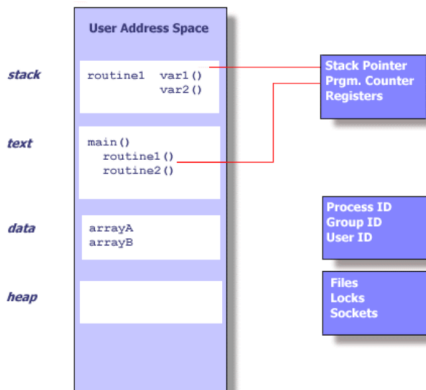 User Address Space
stack
routine1 var1()
var2()
Stack Pointer
Prgm. Counter
Registers
text
main()
routine1()
routine2()
data
arrayA
arrayB
Process ID
Group ID
User ID
heap
Files
Locks
Sockets